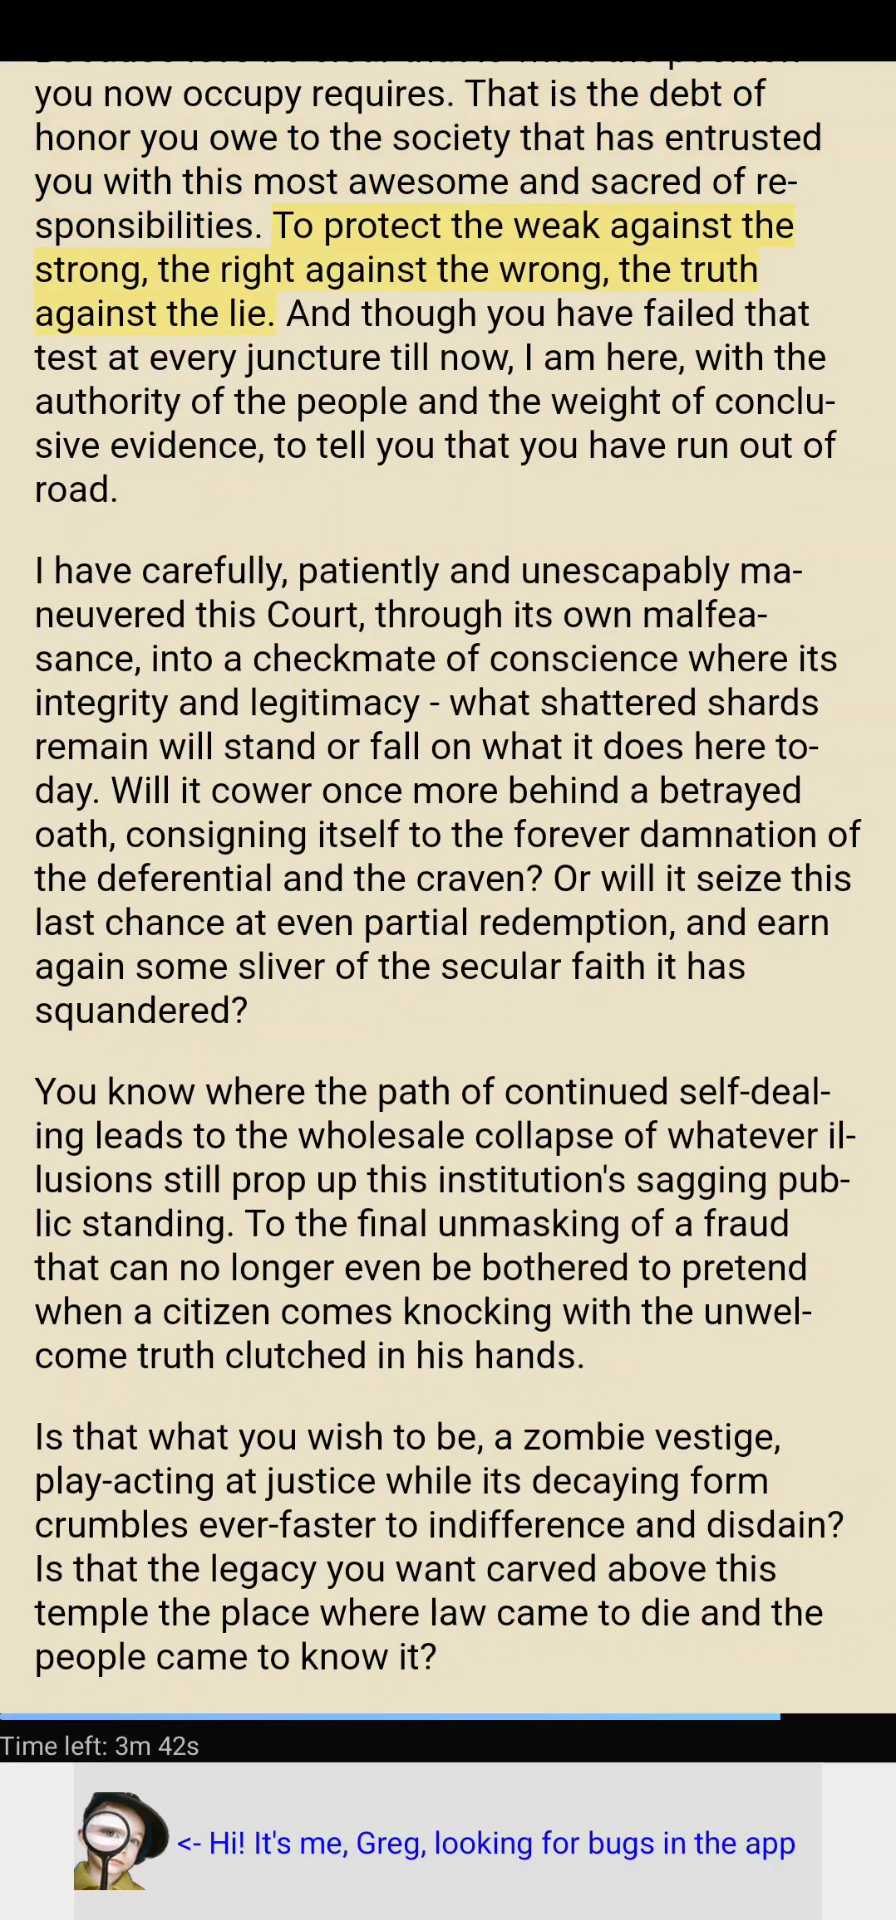 you now occupy requires. That is the debt of
honor you owe to the society that has entrusted
you with this most awesome and sacred of re-
sponsibilities. To protect the weak against the
strong, the right against the wrong, the truth
against the lie. And though you have failed that
test at every juncture till now, I am here, with the
authority of the people and the weight of conclu-
sive evidence, to tell you that you have run out of
road.
I have carefully, patiently and unescapably ma-
neuvered this Court, through its own malfea-
sance, into a checkmate of conscience where its
integrity and legitimacy - what shattered shards
remain will stand or fall on what it does here to-
day. Will it cower once more behind a betrayed
oath, consigning itself to the forever damnation of
the deferential and the craven? Or will it seize this
last chance at even partial redemption, and earn
again some sliver of the secular faith it has
squandered?
You know where the path of continued self-deal-
ing leads to the wholesale collapse of whatever il-
lusions still prop up this institution's sagging pub-
lic standing. To the final unmasking of a fraud
that can no longer even be bothered to pretend
when a citizen comes knocking with the unwel-
come truth clutched in his hands.
Is that what you wish to be, a zombie vestige,
play-acting at justice while its decaying form
crumbles ever-faster to indifference and disdain?
Is that the legacy you want carved above this
temple the place where law came to die and the
people came to know it?
Time left: 3m 42s
<- Hi! It's me, Greg, looking for bugs in the app